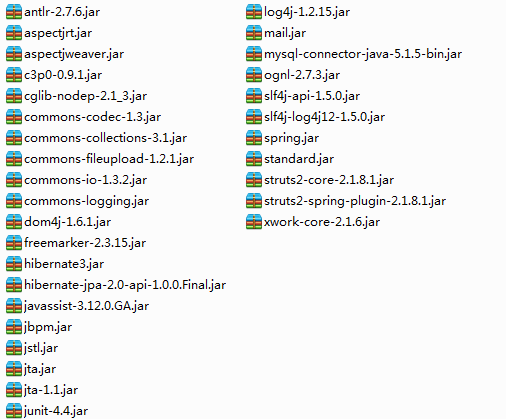 antlr-2.7.6.jar
aspectjrt.jar
aspectjweaver.jar
c3p0-0.9.1.jar
cglib-nodep-2.1_3.jar
commons-codec-1.3.jar
commons-collections-3.1.jar
commons-fileupload-1.2.1.jar
commons-io-1.3.2.jar
commons-logging.jar
dom4j-1.6.1.jar
freemarker-2.3.15.jar
hibernate3.jar
hibernate-jpa-2.0-api-1.0.0.Final.jar
javassist-3.12.0.GA.jar
jbpm.jar
jstl.jar
jta.jar
jta-1.1.jar
junit-4.4.jar
log4j-1.2.15.jar
mail.jar
mysql-connector-java-5.1.5-bin.jar
ognl-2.7.3.jar
slf4j-api-1.5.0.jar
slf4j-log4j12-1.5.0.jar
spring.jar
standard.jar
struts2-core-2.1.8.1.jar
struts2-spring-plugin-2.1.8.1.jar
xwork-core-2.1.6.jar